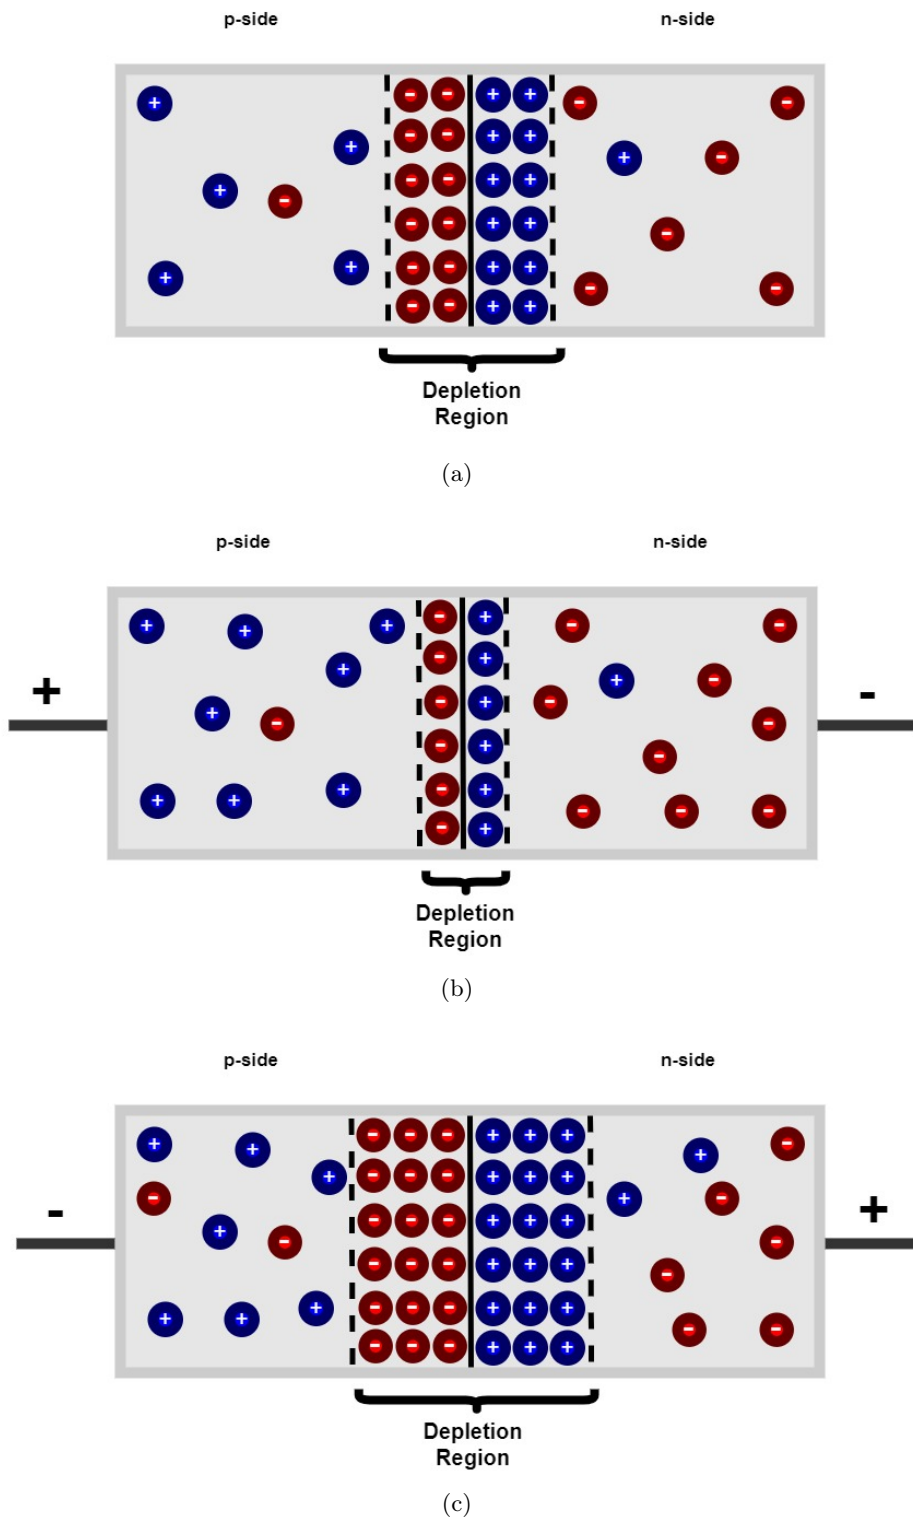 p-side n-side
Depletion
Region
(a)
p-side n-side
+ -
Depletion
Region
(b)
p-side n-side
- +
Depletion
Region
(c)